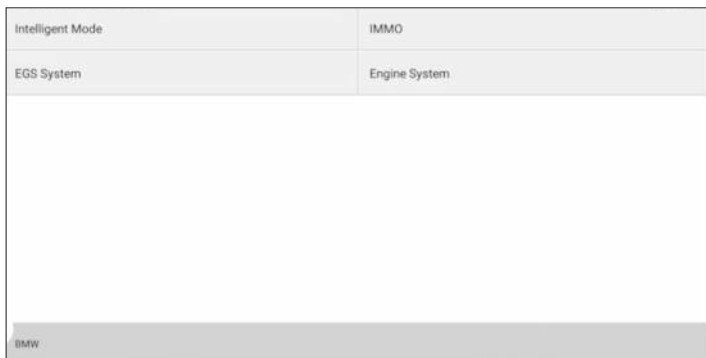 Intelligent Mode
IMMO
EGS System
Engine System
BMW